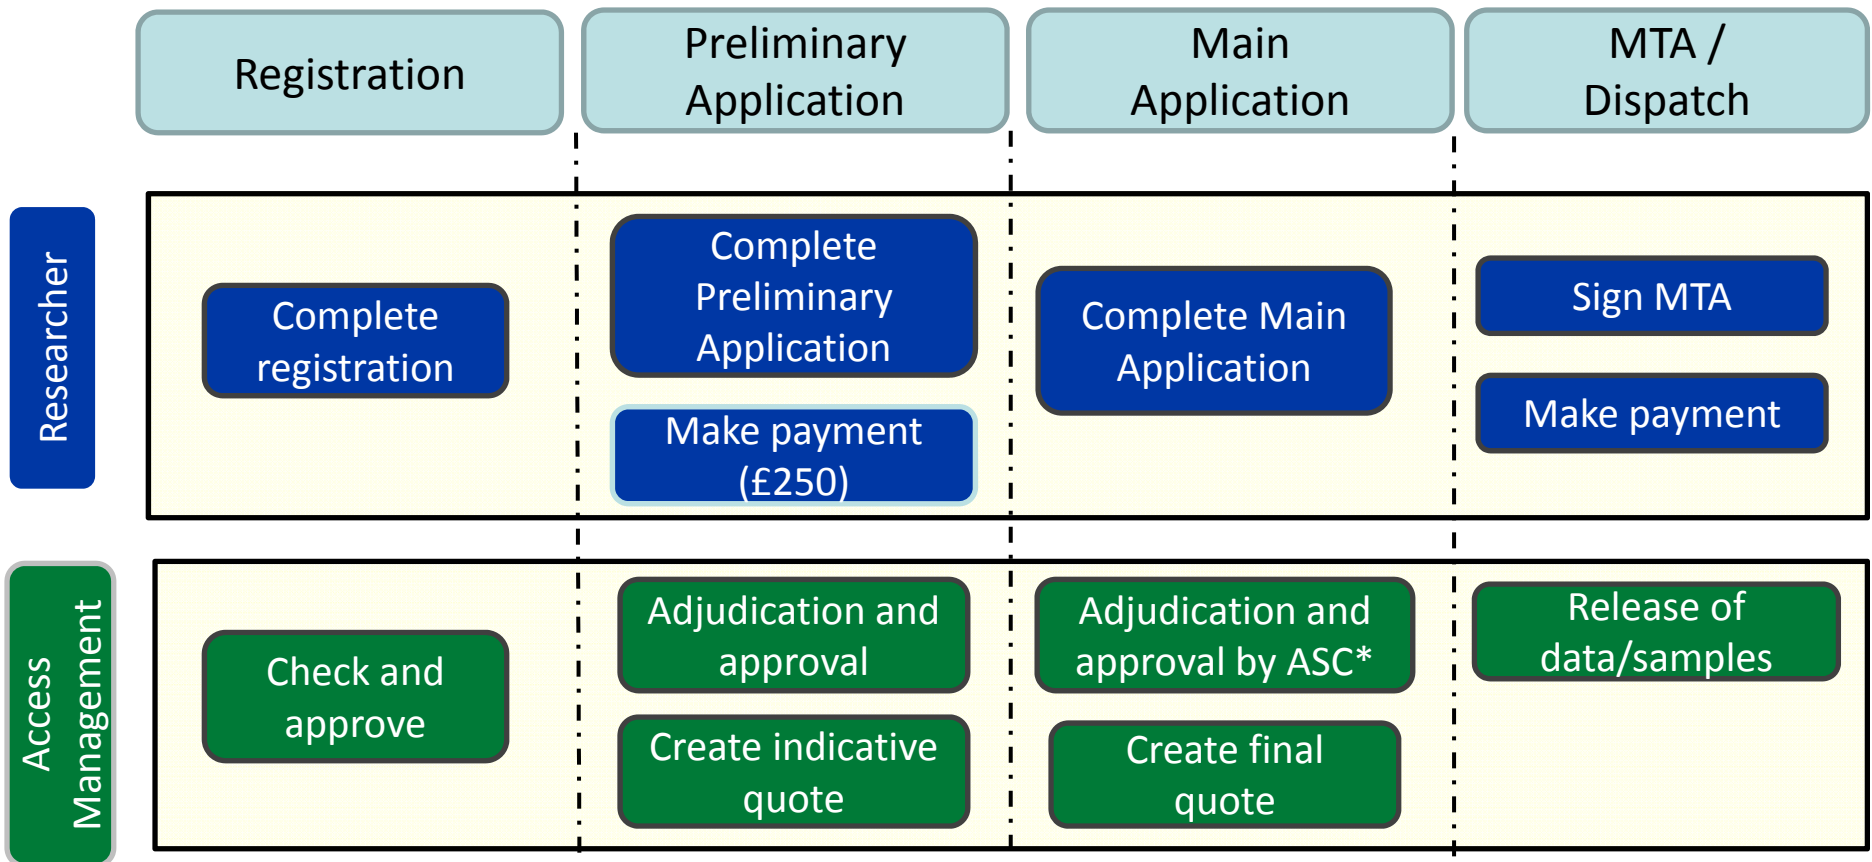 Registration
Preliminary
Application
Main
Application
MTA /
Dispatch
Researcher
Complete
registration
Complete
Preliminary
Application
Make payment
(£250)
Complete Main
Application
Sign MTA
Make payment
Access
Management
Check and
approve
Adjudication and
approval
Create indicative
quote
Adjudication and
approval by ASC*
Create final
quote
Release of
data/samples